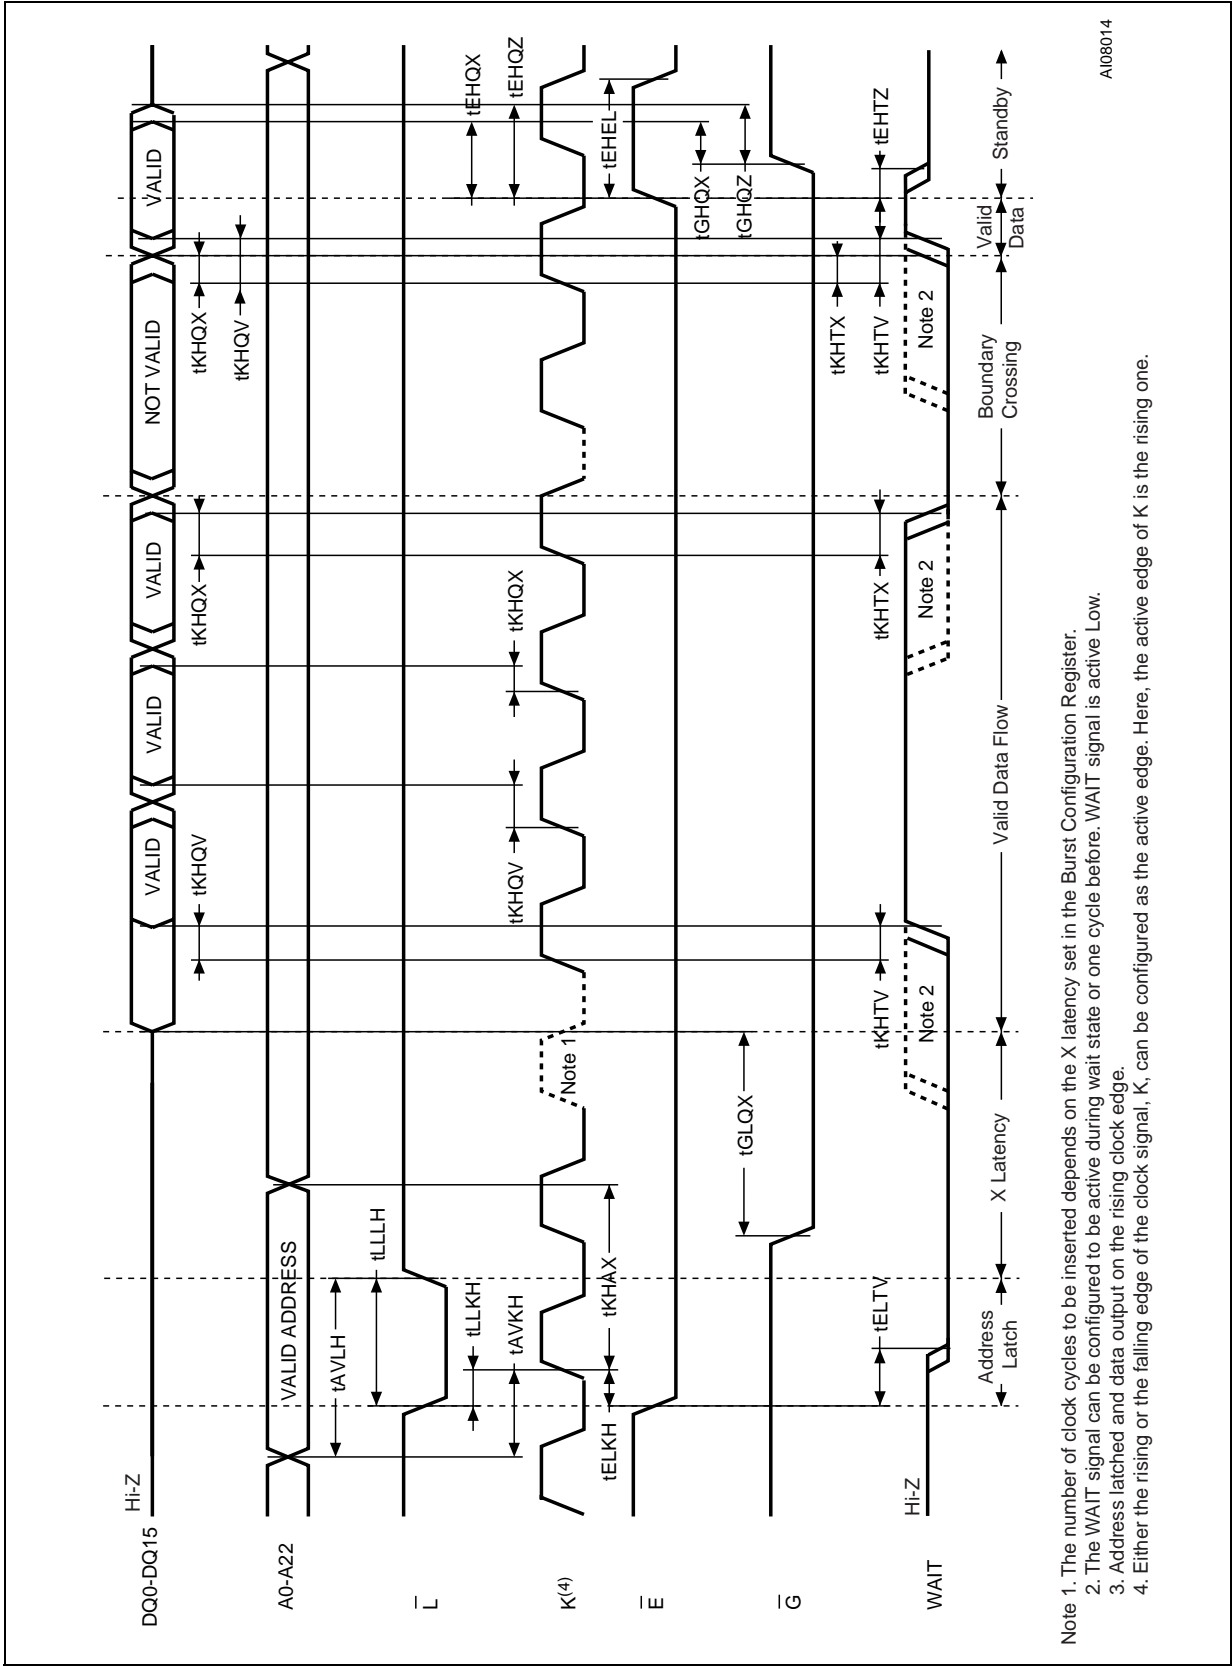 DQ0-DQ15
Hi-Z
VALID
VALID
VALID
NOT VALID
VALID
tKHQV
tKHQX
tKHQX
tKHQV
A0-A22
VALID ADDRESS
tAVLH
L
tLLLH
tLLKH
tAVKH
tKHQV
tKHQX
tEHQX
tEHQZ
K(4)
Note 1
tELKH
tKHAX
tEHEL
E
tGLQX
tGHQX
tGHQZ
G
tELTV
tKHTV
tKHTX
tKHTX
tKHTV
tEHTZ
WAIT
Hi-Z
Note 2
Note 2
Note 2
Address
Latch
X Latency
Valid Data Flow
Boundary
Crossing
Valid
Data
Standby
Note 1. The number of clock cycles to be inserted depends on the X latency set in the Burst Configuration Register.
2. The WAIT signal can be configured to be active during wait state or one cycle before. WAIT signal is active Low.
3. Address latched and data output on the rising clock edge.
4. Either the rising or the falling edge of the clock signal, K, can be configured as the active edge. Here, the active edge of K is the rising one.
AI08014